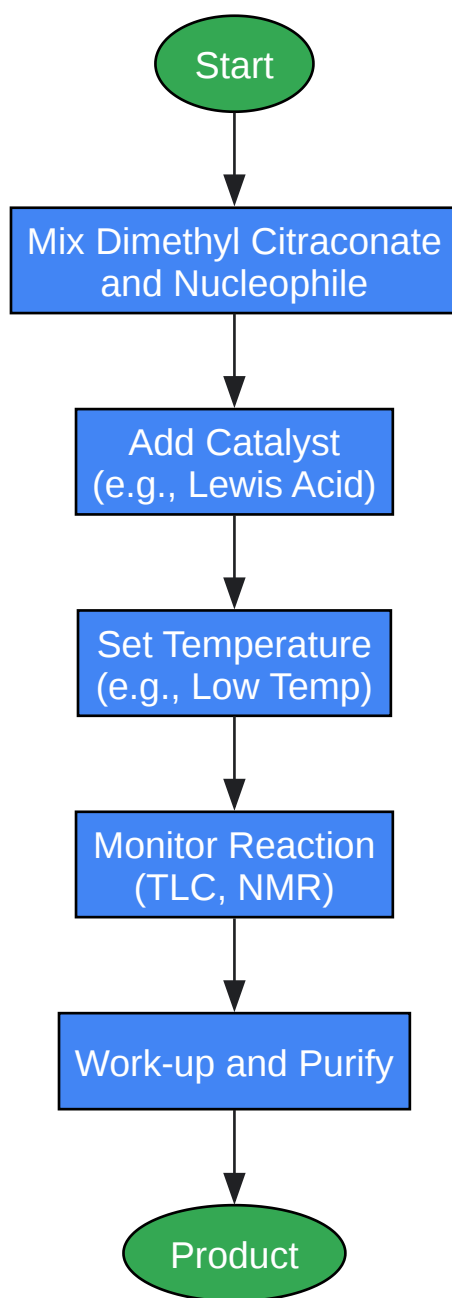 Start
Mix Dimethyl Citraconate
and Nucleophile
Add Catalyst
(e.g., Lewis Acid)
Set Temperature
(e.g., Low Temp)
Monitor Reaction
(TLC, NMR)
Work-up and Purify
Product